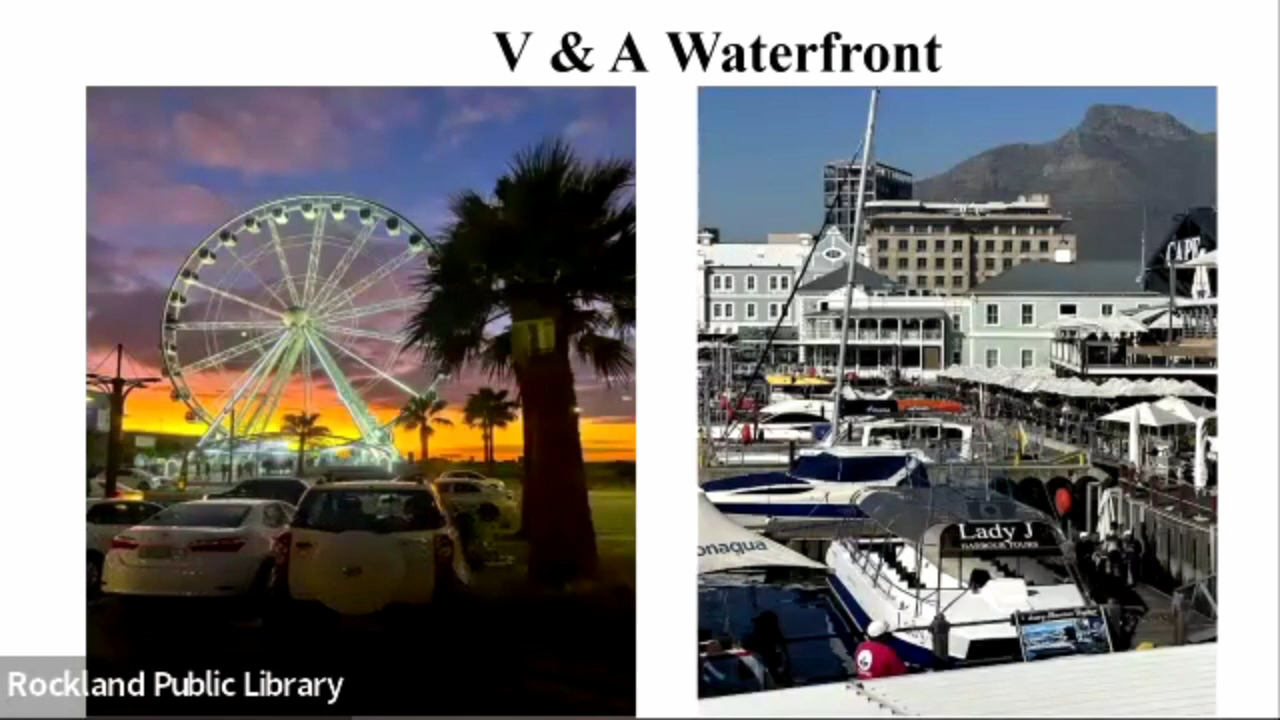 V & A Waterfront
CAPE
Lady J
HARBOUR TOURS
onaqua
Rockland Public Library